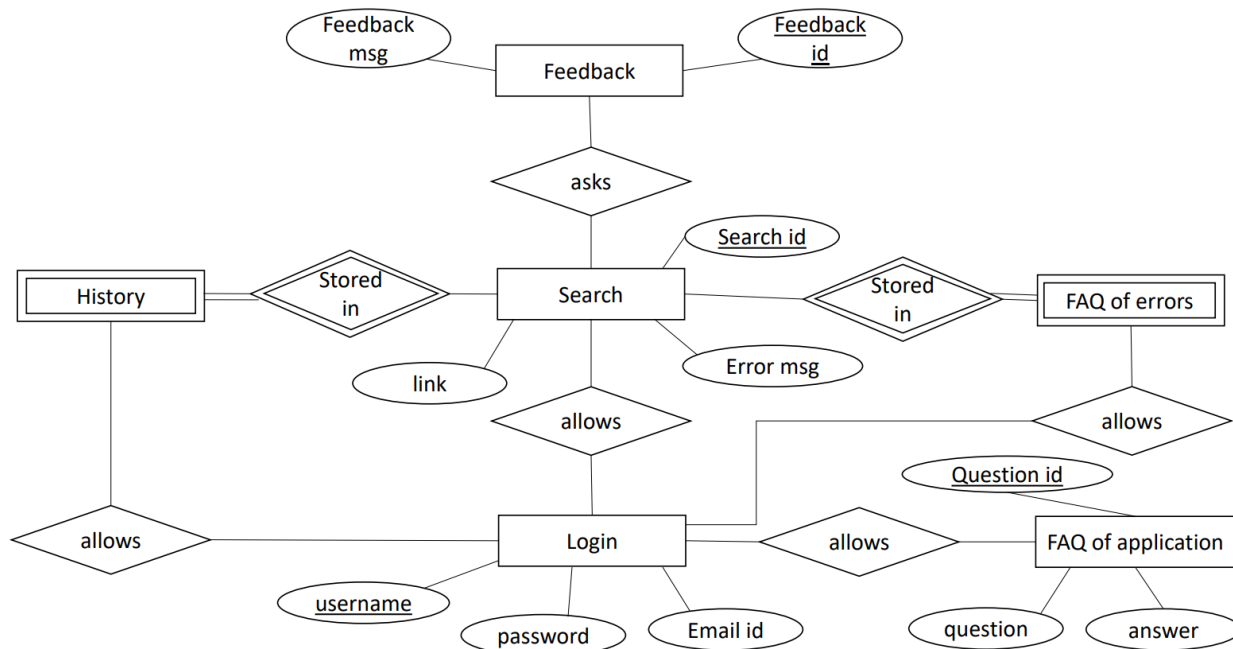 Feedback
msg
Feedback
Feedback
id
asks
Search id
History
Stored
in
Search
Stored
in
FAQ of errors
link
Error msg
allows
allows
Question id
allows
Login
allows
FAQ of application
username
password
Email id
question
answer